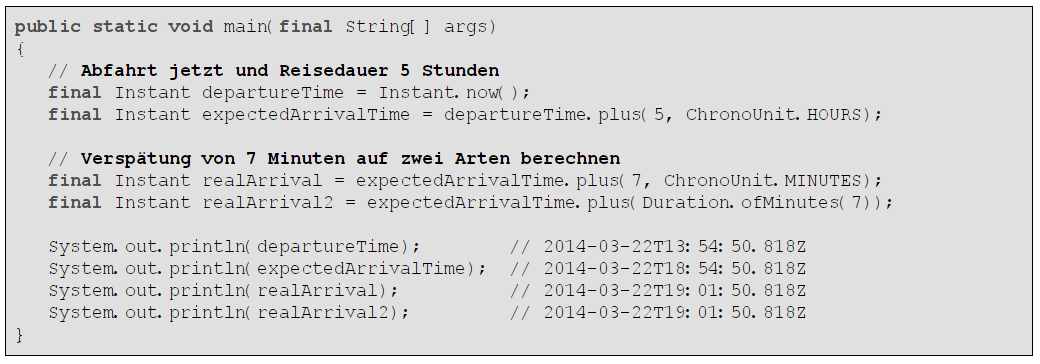 public static void main(final String[] args)
{
// Abfahrt jetzt und Reisedauer 5 Stunden
final Instant departureTime = Instant.now();
final Instant expectedArrivalTime = departureTime.plus(5, ChronoUnit.HOURS);
// Verspätung von 7 Minuten auf zwei Arten berechnen
final Instant realArrival = expectedArrivalTime.plus(7, ChronoUnit.MINUTES);
final Instant realArrival2 = expectedArrivalTime.plus(Duration.ofMinutes(7));
System.out.println(departureTime); // 2014-03-22T13:54:50.818Z
System.out.println(expectedArrivalTime); // 2014-03-22T18:54:50.818Z
System.out.println(realArrival); // 2014-03-22T19:01:50.818Z
System.out.println(realArrival2); // 2014-03-22T19:01:50.818Z
}